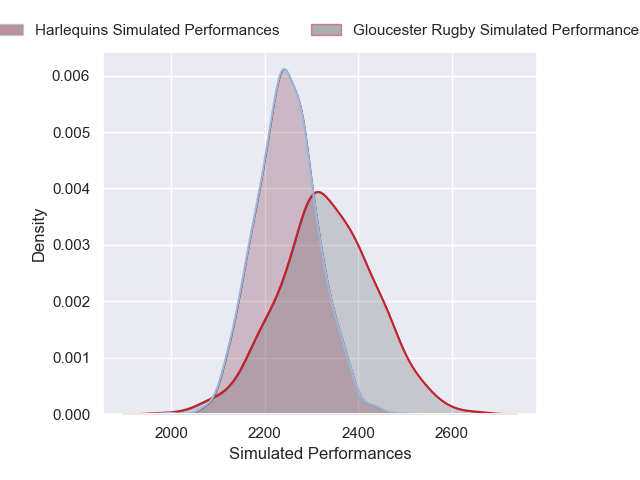 Harlequins Simulated Performances
Gloucester Rugby Simulated Performance
0.006
0.005
0.004
0.003
0.002
0.001
0.000
Density
2000 2200 2400 2600
Simulated Performances